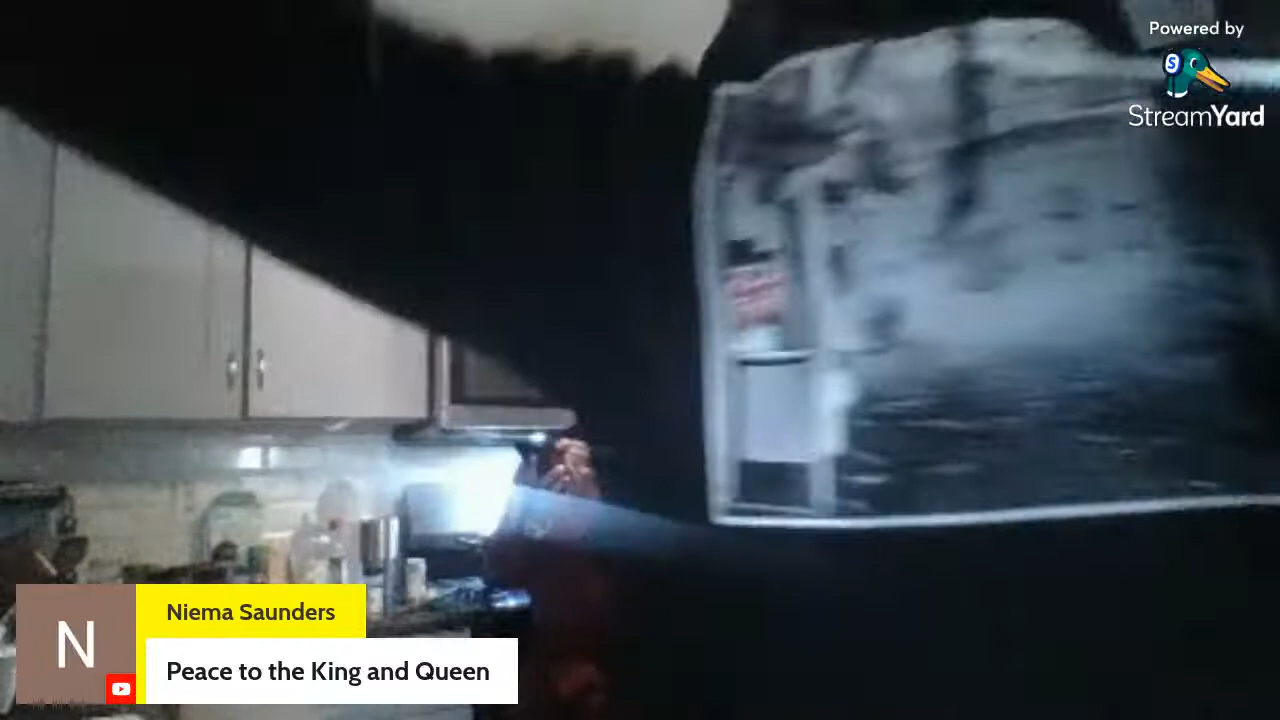 Powered by
S
StreamYard
Niema Saunders
N
Peace to the King and Queen